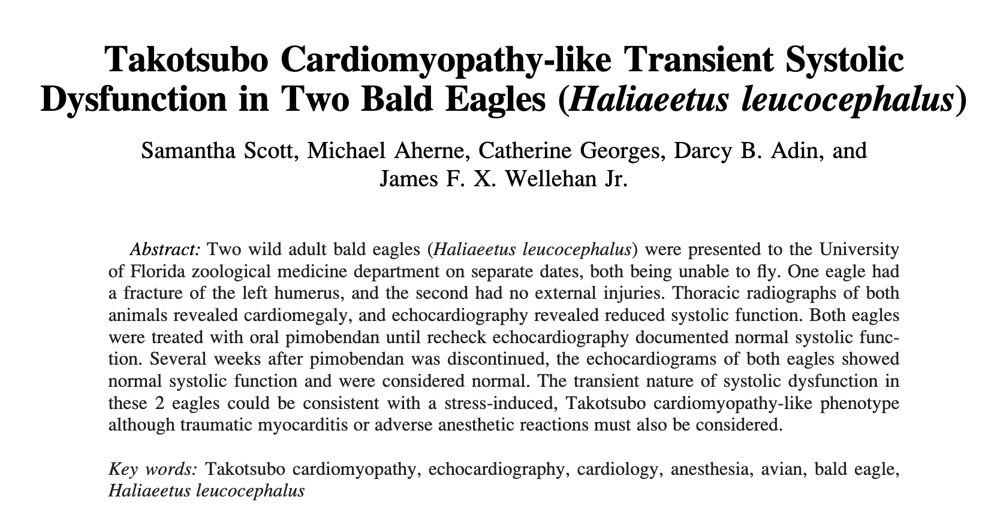 Takotsubo Cardiomyopathy-like Transient Systolic
Dysfunction in Two Bald Eagles (Haliaeetus leucocephalus)
Samantha Scott, Michael Aherne, Catherine Georges, Darcy B. Adin, and
James F. X. Wellehan Jr.
Abstract: Two wild adult bald eagles (Haliaeetus leucocephalus) were presented to the University
of Florida zoological medicine department on separate dates, both being unable to fly. One eagle had
a fracture of the left humerus, and the second had no external injuries. Thoracic radiographs of both
animals revealed cardiomegaly, and echocardiography revealed reduced systolic function. Both eagles
were treated with oral pimobendan until recheck echocardiography documented normal systolic func-
tion. Several weeks after pimobendan was discontinued, the echocardiograms of both eagles showed
normal systolic function and were considered normal. The transient nature of systolic dysfunction in
these 2 eagles could be consistent with a stress-induced, Takotsubo cardiomyopathy-like phenotype
although traumatic myocarditis or adverse anesthetic reactions must also be considered.
Key words: Takotsubo cardiomyopathy, echocardiography, cardiology, anesthesia, avian, bald eagle,
Haliaeetus leucocephalus